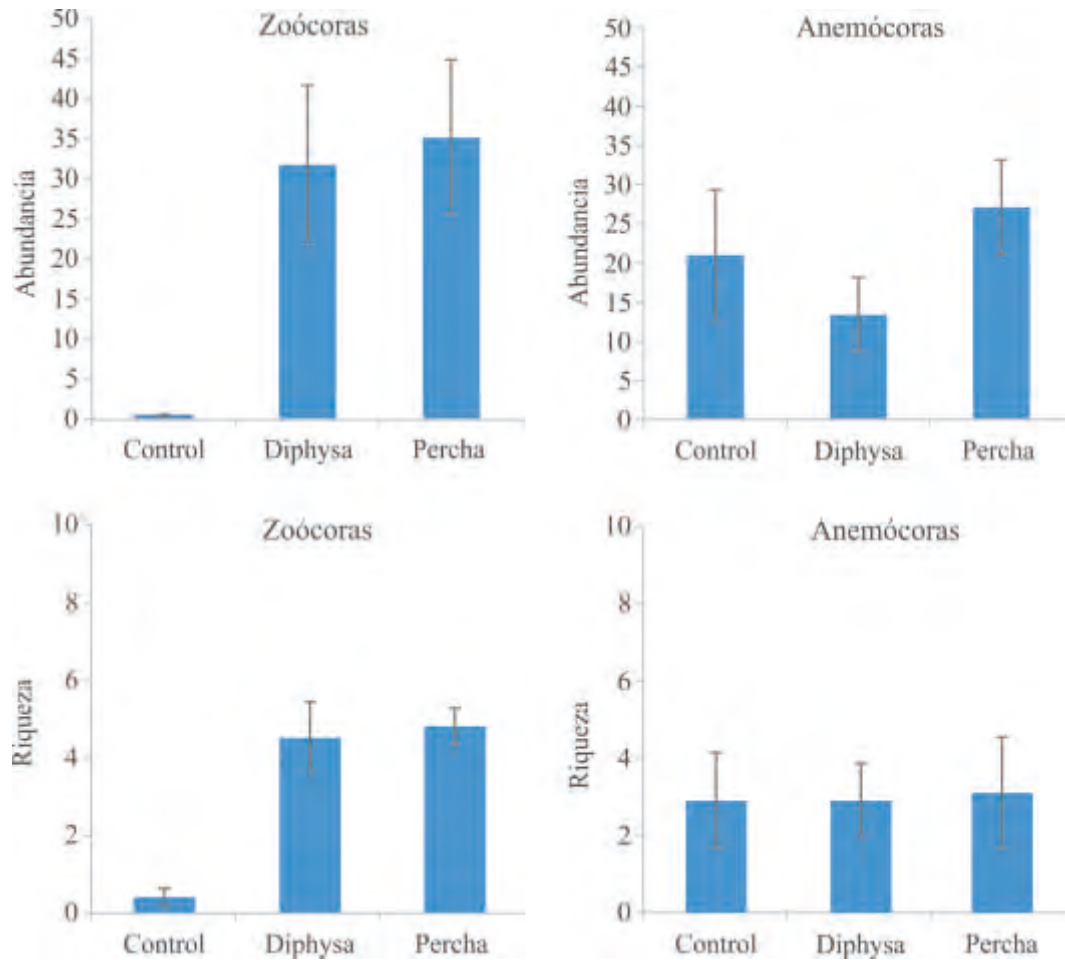 Zoócoras
50
45
40
35
30
25
20
15
10
5
0
Abundancia
Control Diphysa Percha
Anemócoras
50
45
40
35
30
25
20
15
10
5
0
Abundancia
Control Diphysa Percha
Zoócoras
10
8
6
4
2
0
Riqueza
Control Diphysa Percha
Anemócoras
10
8
6
4
2
0
Riqueza
Control Diphysa Percha